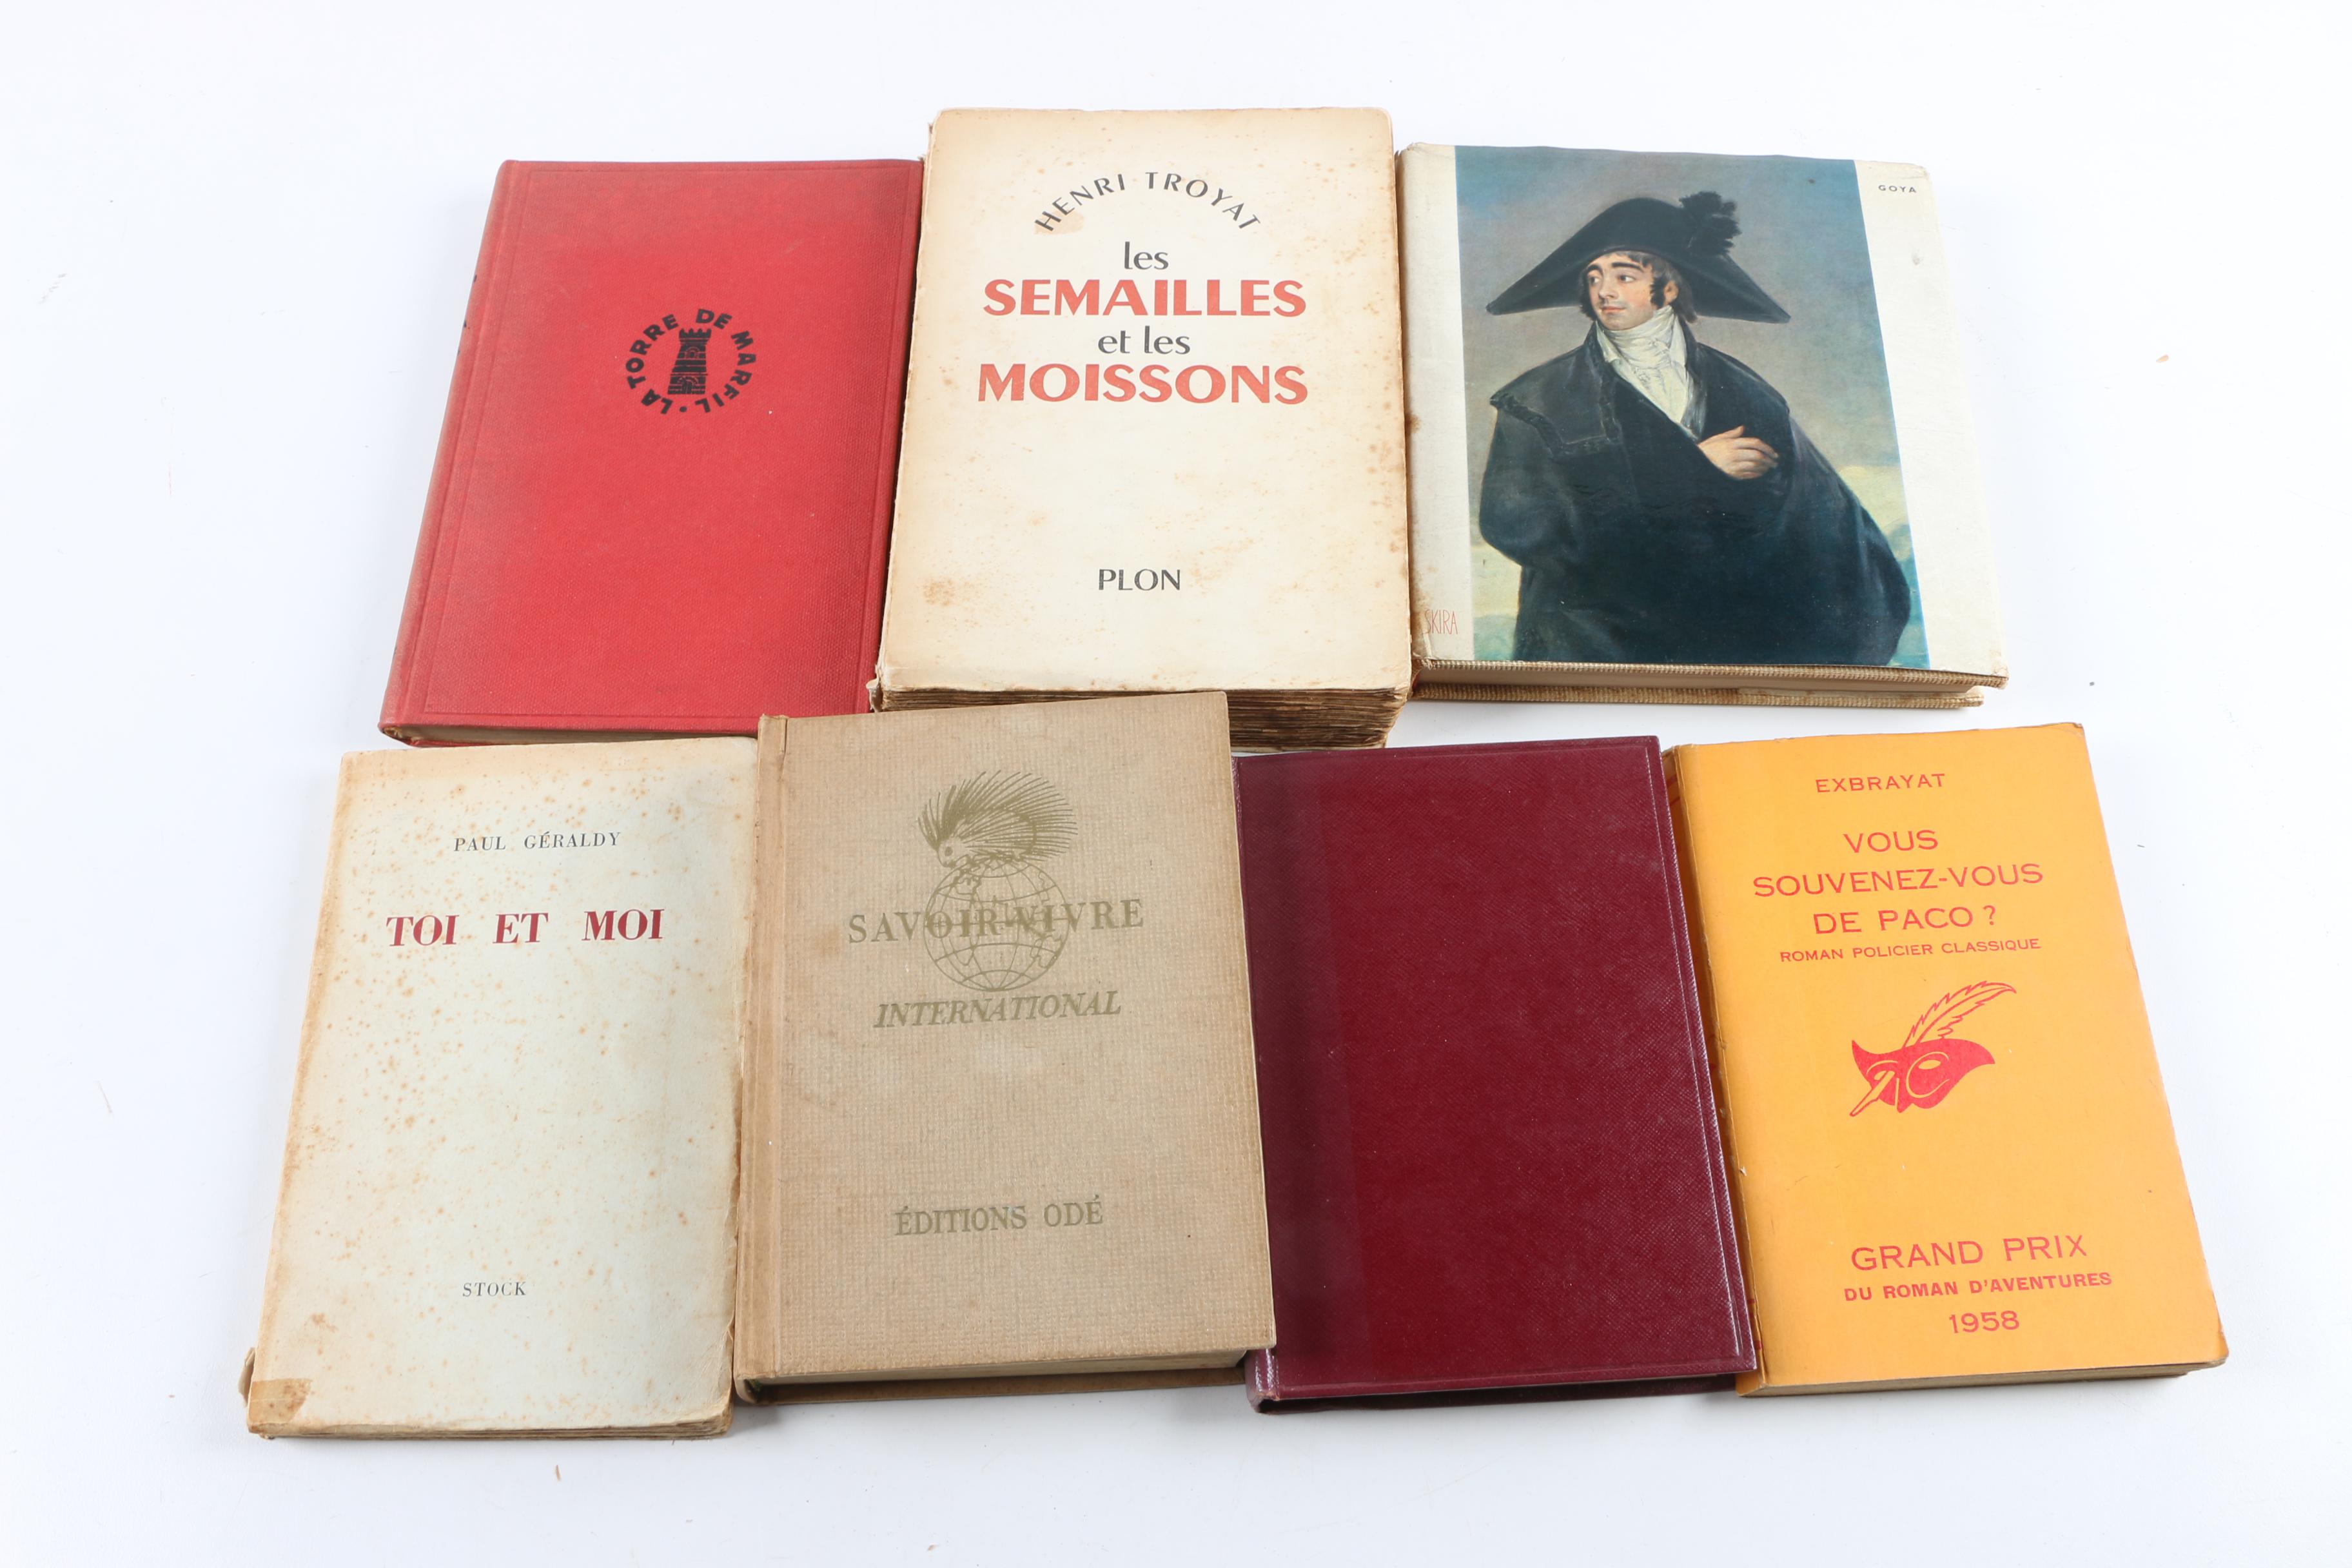 LA TORRE DE MARFIL ·
HENRI TROYAT
les
SEMAILLES
et les
MOISSONS
PLON
GOYA
SKIRA
PAUL GÉRALDY
TOI ET MOI
STOCK
SAVOIR-VIVRE
INTERNATIONAL
ÉDITIONS ODÉ
EXBRAYAT
VOUS
SOUVENEZ-VOUS
DE PACO ?
ROMAN POLICIER CLASSIQUE
GRAND PRIX
DU ROMAN D'AVENTURES
1958